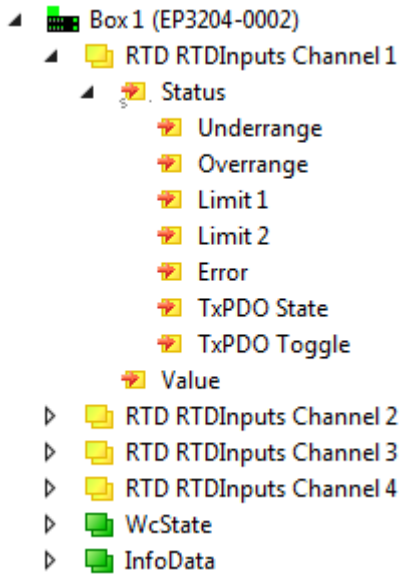 Box 1 (EP3204-0002)
RTD RTDInputs Channel 1
Status
Underrange
Overrange
Limit 1
Limit 2
Error
TxPDO State
TxPDO Toggle
Value
RTD RTDInputs Channel 2
RTD RTDInputs Channel 3
RTD RTDInputs Channel 4
WcState
InfoData